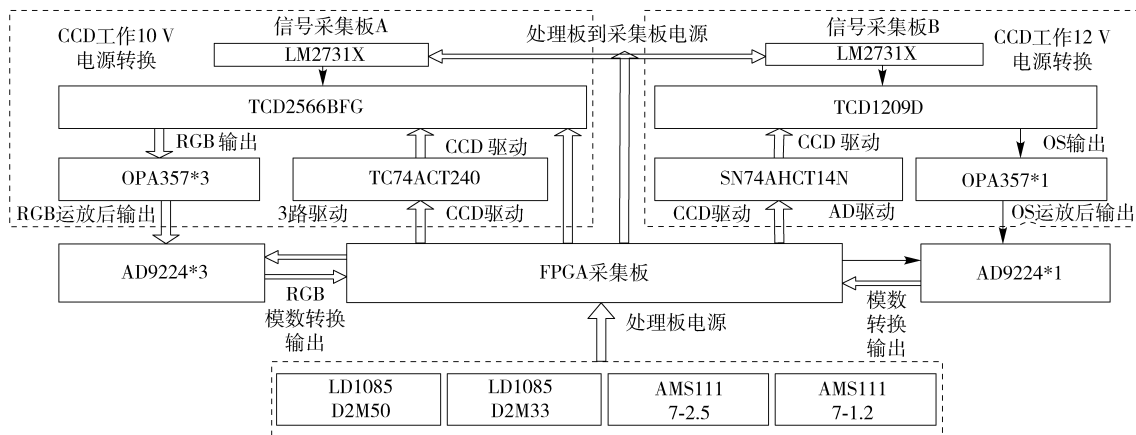 信号采集板A
信号采集板B
CCD工作10 V
电源转换
LM2731X
处理板到采集板电源
LM2731X
CCD工作12 V
电源转换
TCD2566BFG
TCD1209D
RGB输出
CCD 驱动
CCD 驱动
OS输出
OPA357*3
TC74ACT240
SN74AHCT14N
OPA357*1
RGB运放后输出
3路驱动
CCD驱动
CCD驱动
AD驱动
OS运放后输出
AD9224*3
FPGA采集板
AD9224*1
RGB
模数转换
输出
处理板电源
模数
转换
输出
LD1085
D2M50
LD1085
D2M33
AMS111
7-2.5
AMS111
7-1.2